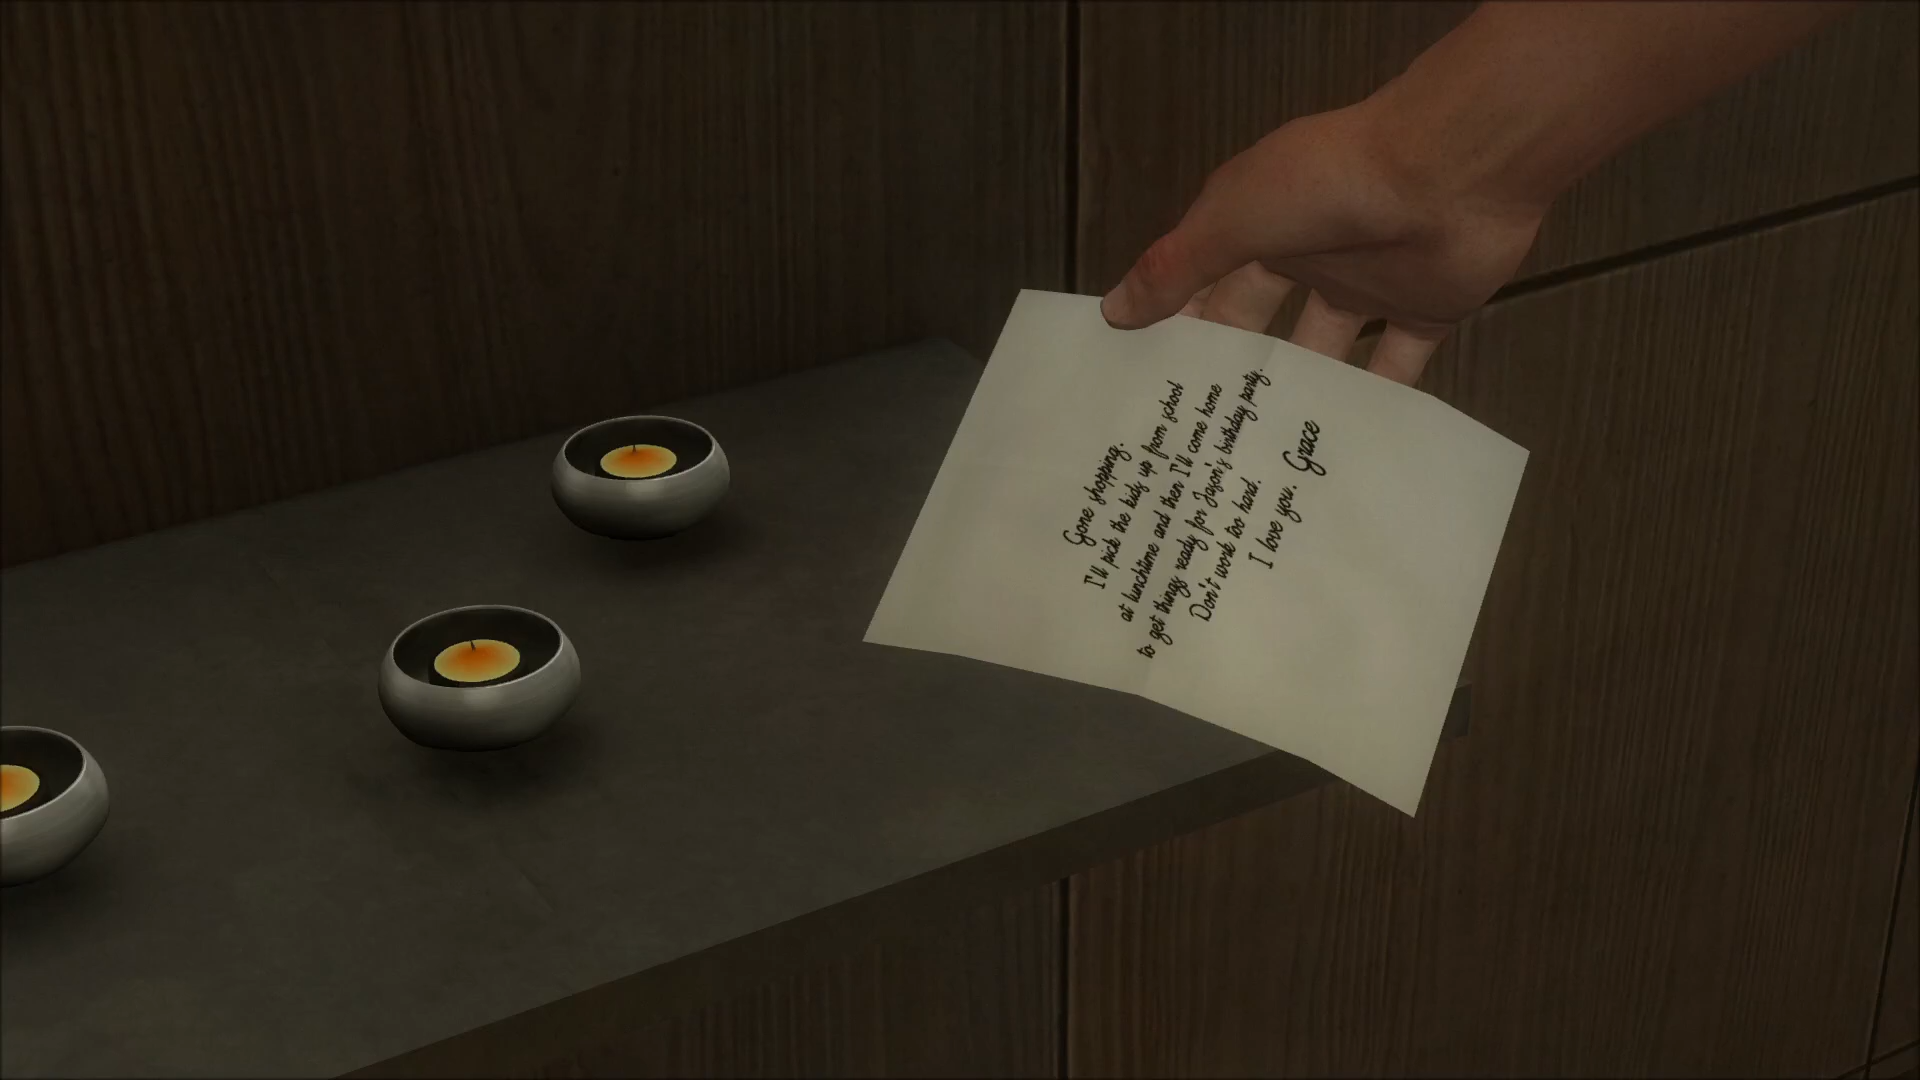 Gone shopping.
I'll pick the kids up from school
at lunchtime and then I'll come home
to get things ready for Jason's birthday party.
Don't work too hard.
I love you. Grace